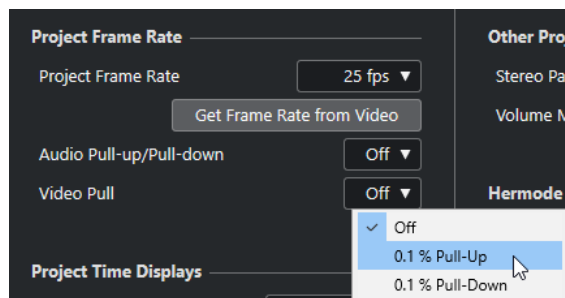 Project Frame Rate
Other Pro
Project Frame Rate
25 fps
Stereo Pa
Get Frame Rate from Video
Volume M
Audio Pull-up/Pull-down
Off
Video Pull
Off
Hermode
Off
0.1 % Pull-Up
Project Time Displays
0.1 % Pull-Down